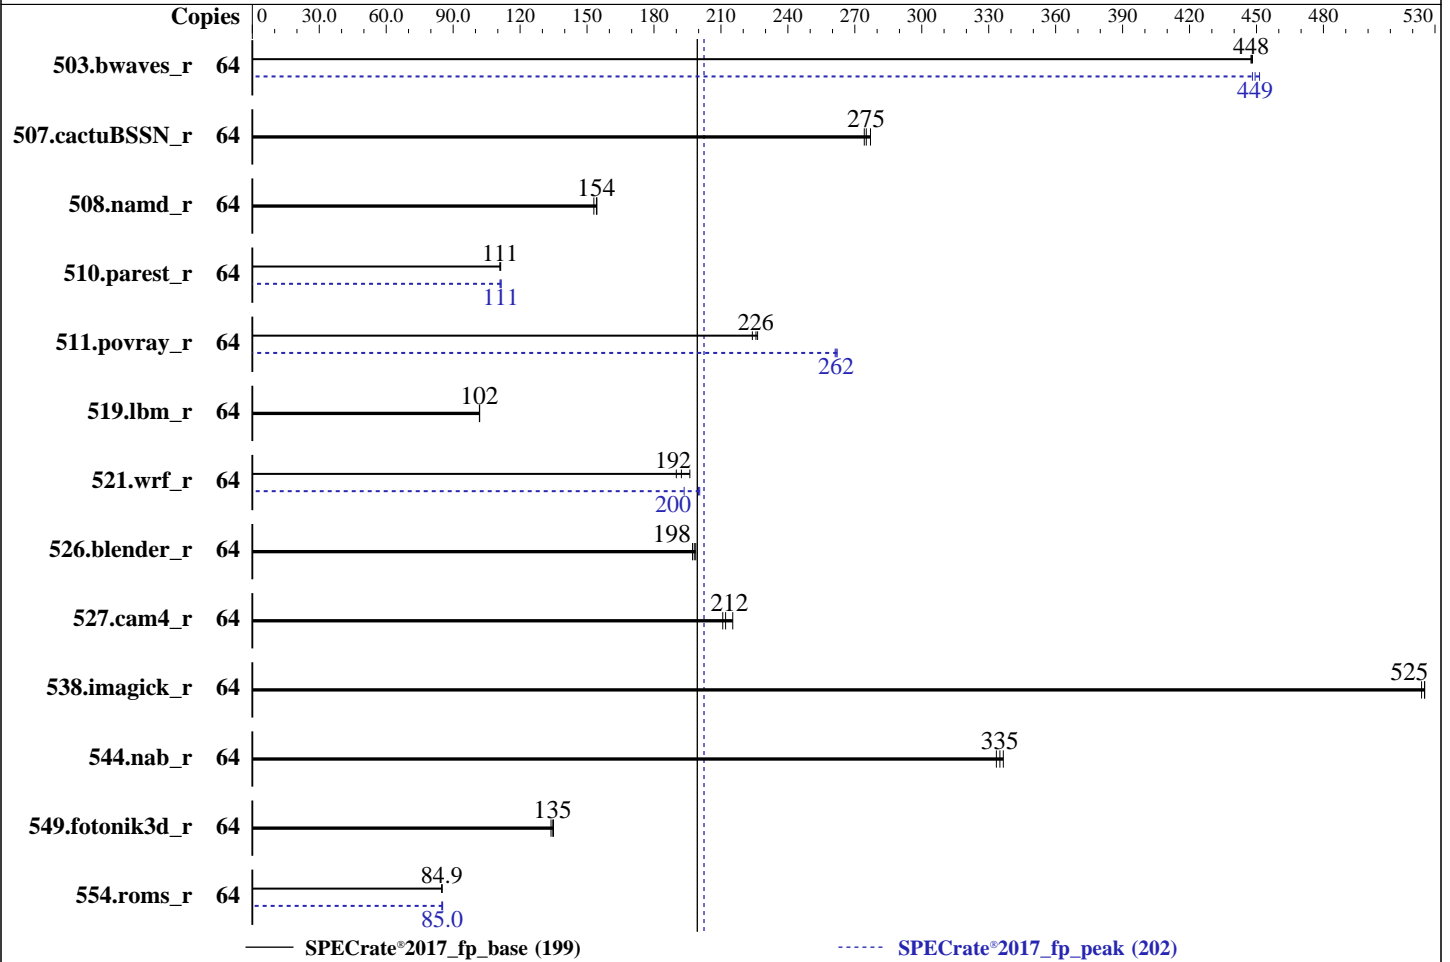 Copies 0 30.0 60.0 90.0 120 150 180 210 240 270 300 330 360 390 420 450 480 530
503.bwaves_r 64 448
449
507.cactuBSSN_r 64 275
508.namd_r 64 154
510.parest_r 64 111
111
511.povray_r 64 226
262
519.lbm_r 64 102
521.wrf_r 64 192
200
526.blender_r 64 198
527.cam4_r 64 212
538.imagick_r 64 525
544.nab_r 64 335
549.fotonik3d_r 64 135
554.roms_r 64 84.9
85.0
SPECrate®2017_fp_base (199) SPECrate®2017_fp_peak (202)